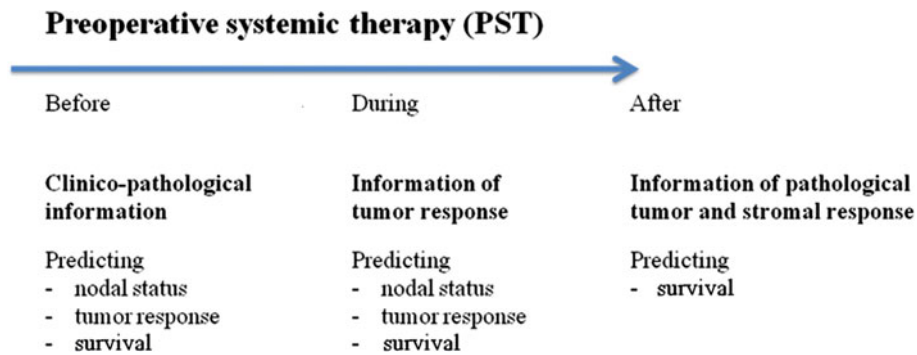 Preoperative systemic therapy (PST)
Before
During
After
Clinico-pathological
information
Information of
tumor response
Information of pathological
tumor and stromal response
Predicting
- nodal status
- tumor response
- survival
Predicting
- nodal status
- tumor response
- survival
Predicting
- survival